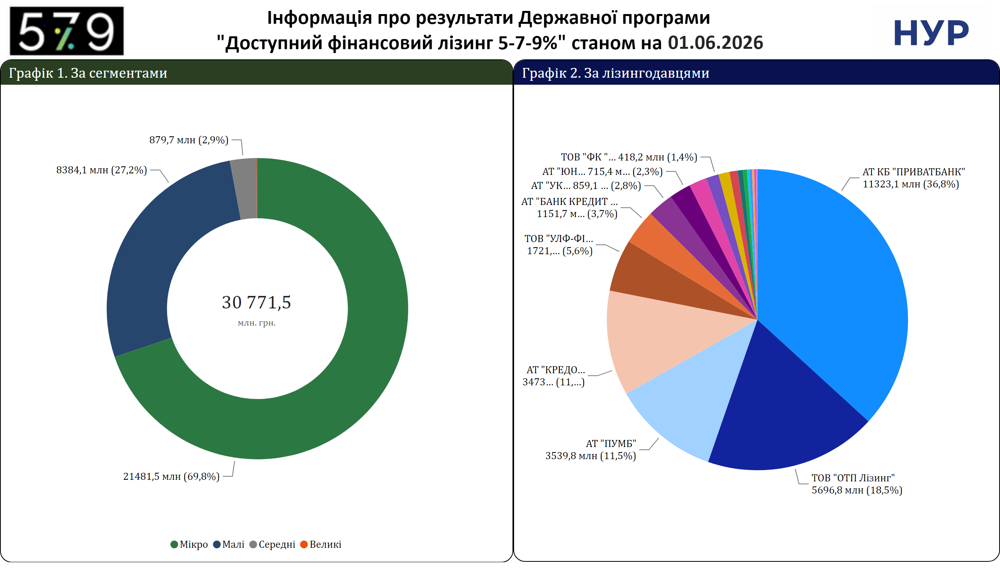 579
Інформація про результати Державної програми
"Доступний фінансовий лізинг 5-7-9%" станом на 01.06.2026
НУР
Графік 1. За сегментами
879,7 млн (2,9%)
8384,1 млн (27,2%)
30 771,5
млн. грн.
21481,5 млн (69,8%)
Мікро Малі Середні Великі
Графік 2. За лізингодавцями
ТОВ "ФК "... 418,2 млн (1,4%)
АТ "ЮН... 715,4 м... (2,3%)
АТ "УК... 859,1 ... (2,8%)
АТ "БАНК КРЕДИТ ...
1151,7 м... (3,7%)
ТОВ "УЛФ-ФІ...
1721,... (5,6%)
АТ "КРЕДО...
3473... (11,...)
АТ "ПУМБ"
3539,8 млн (11,5%)
АТ КБ "ПРИВАТБАНК"
11323,1 млн (36,8%)
ТОВ "ОТП Лізинг"
5696,8 млн (18,5%)